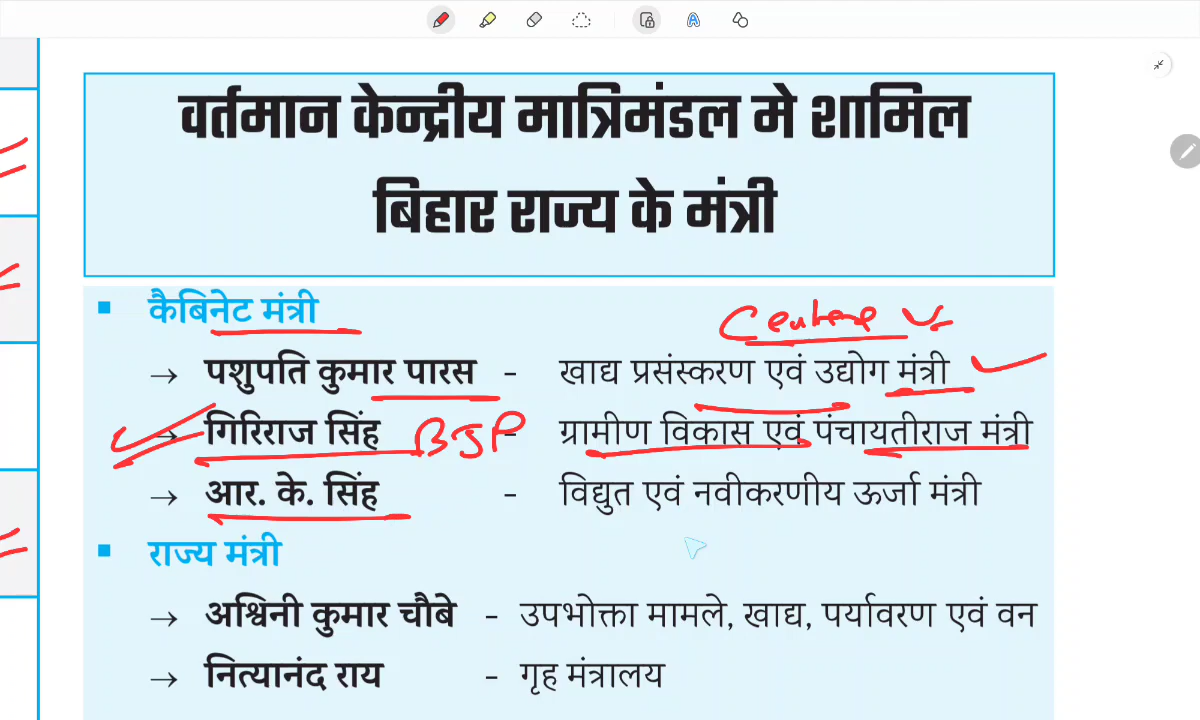 वर्तमान केन्द्रीय मात्रिमंडल मे शामिल
बिहार राज्य के मंत्री
कैबिनेट मंत्री
Centre
→ पशुपति कुमार पारस - खाद्य प्रसंस्करण एवं उद्योग मंत्री
→ गिरिराज सिंह BJP - ग्रामीण विकास एवं पंचायतीराज मंत्री
→ आर. के. सिंह - विद्युत एवं नवीकरणीय ऊर्जा मंत्री
राज्य मंत्री
→ अश्विनी कुमार चौबे - उपभोक्ता मामले, खाद्य, पर्यावरण एवं वन
→ नित्यानंद राय - गृह मंत्रालय